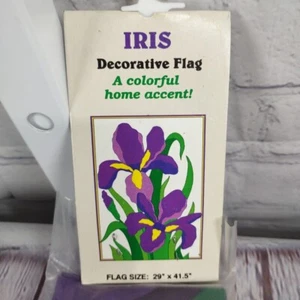 IRIS
Decorative Flag
A colorful
home accent!
FLAG SIZE: 29" x 41.5"